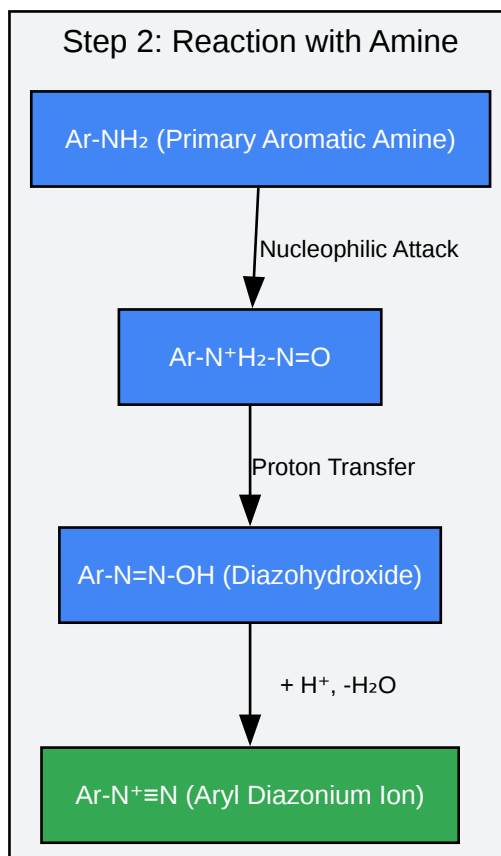 Step 2: Reaction with Amine
Ar-NH₂ (Primary Aromatic Amine)
Nucleophilic Attack
Ar-N⁺H₂-N=O
Proton Transfer
Ar-N=N-OH (Diazohydroxide)
+ H⁺, -H₂O
Ar-N⁺≡N (Aryl Diazonium Ion)